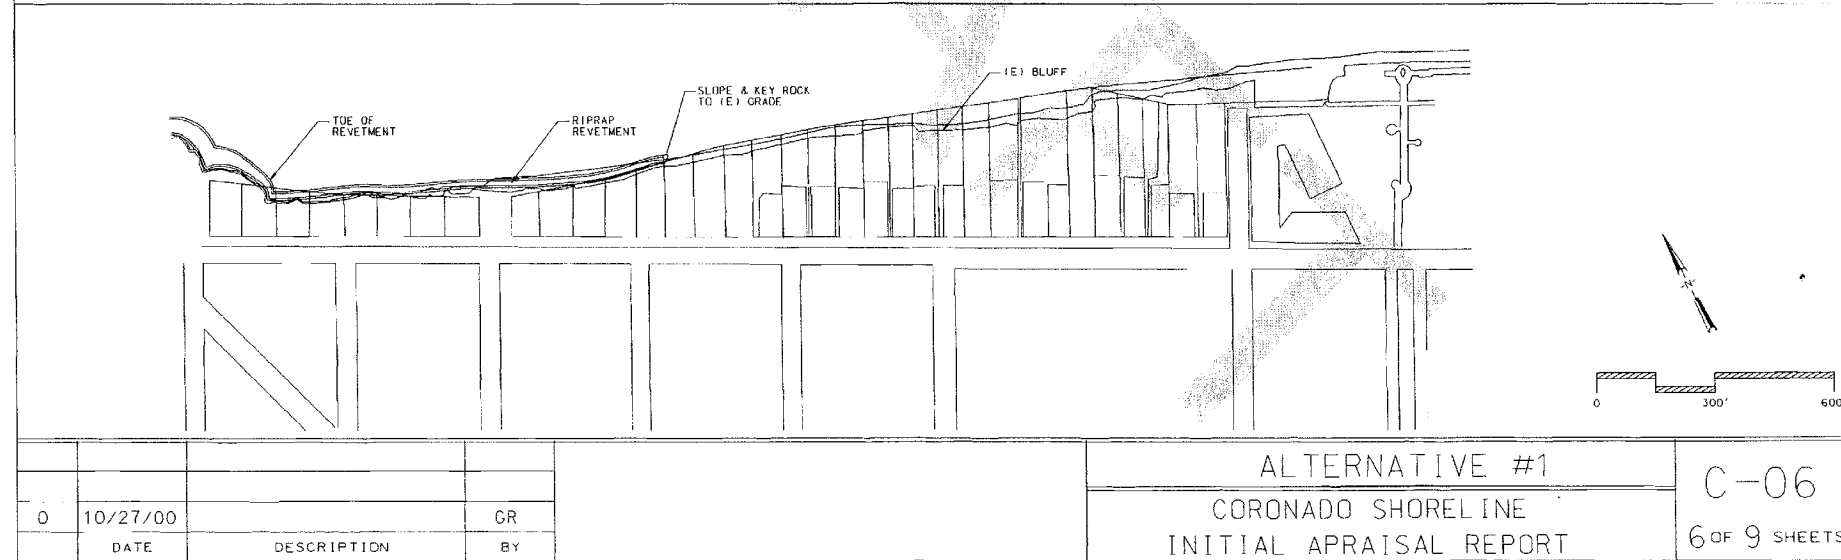 (E) BLUFF
SLOPE & KEY ROCK
TO (E) GRADE
TOE OF
REVETMENT
RIPRAP
REVETMENT
-N-
0 300' 600
ALTERNATIVE #1
CORONADO SHORELINE
INITIAL APRAISAL REPORT
C-06
6 OF 9 SHEETS
0 10/27/00 GR
DATE DESCRIPTION BY